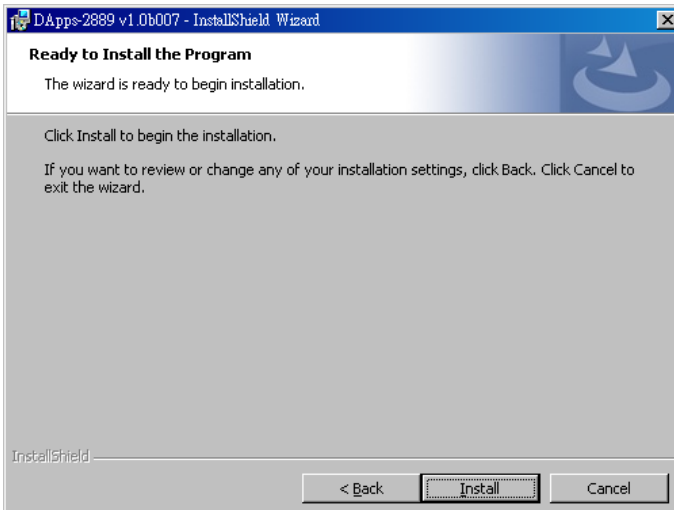 DApps-2889 v1.0b007 - InstallShield Wizard
Ready to Install the Program
The wizard is ready to begin installation.
Click Install to begin the installation.
If you want to review or change any of your installation settings, click Back. Click Cancel to
exit the wizard.
InstallShield
< Back
Install
Cancel